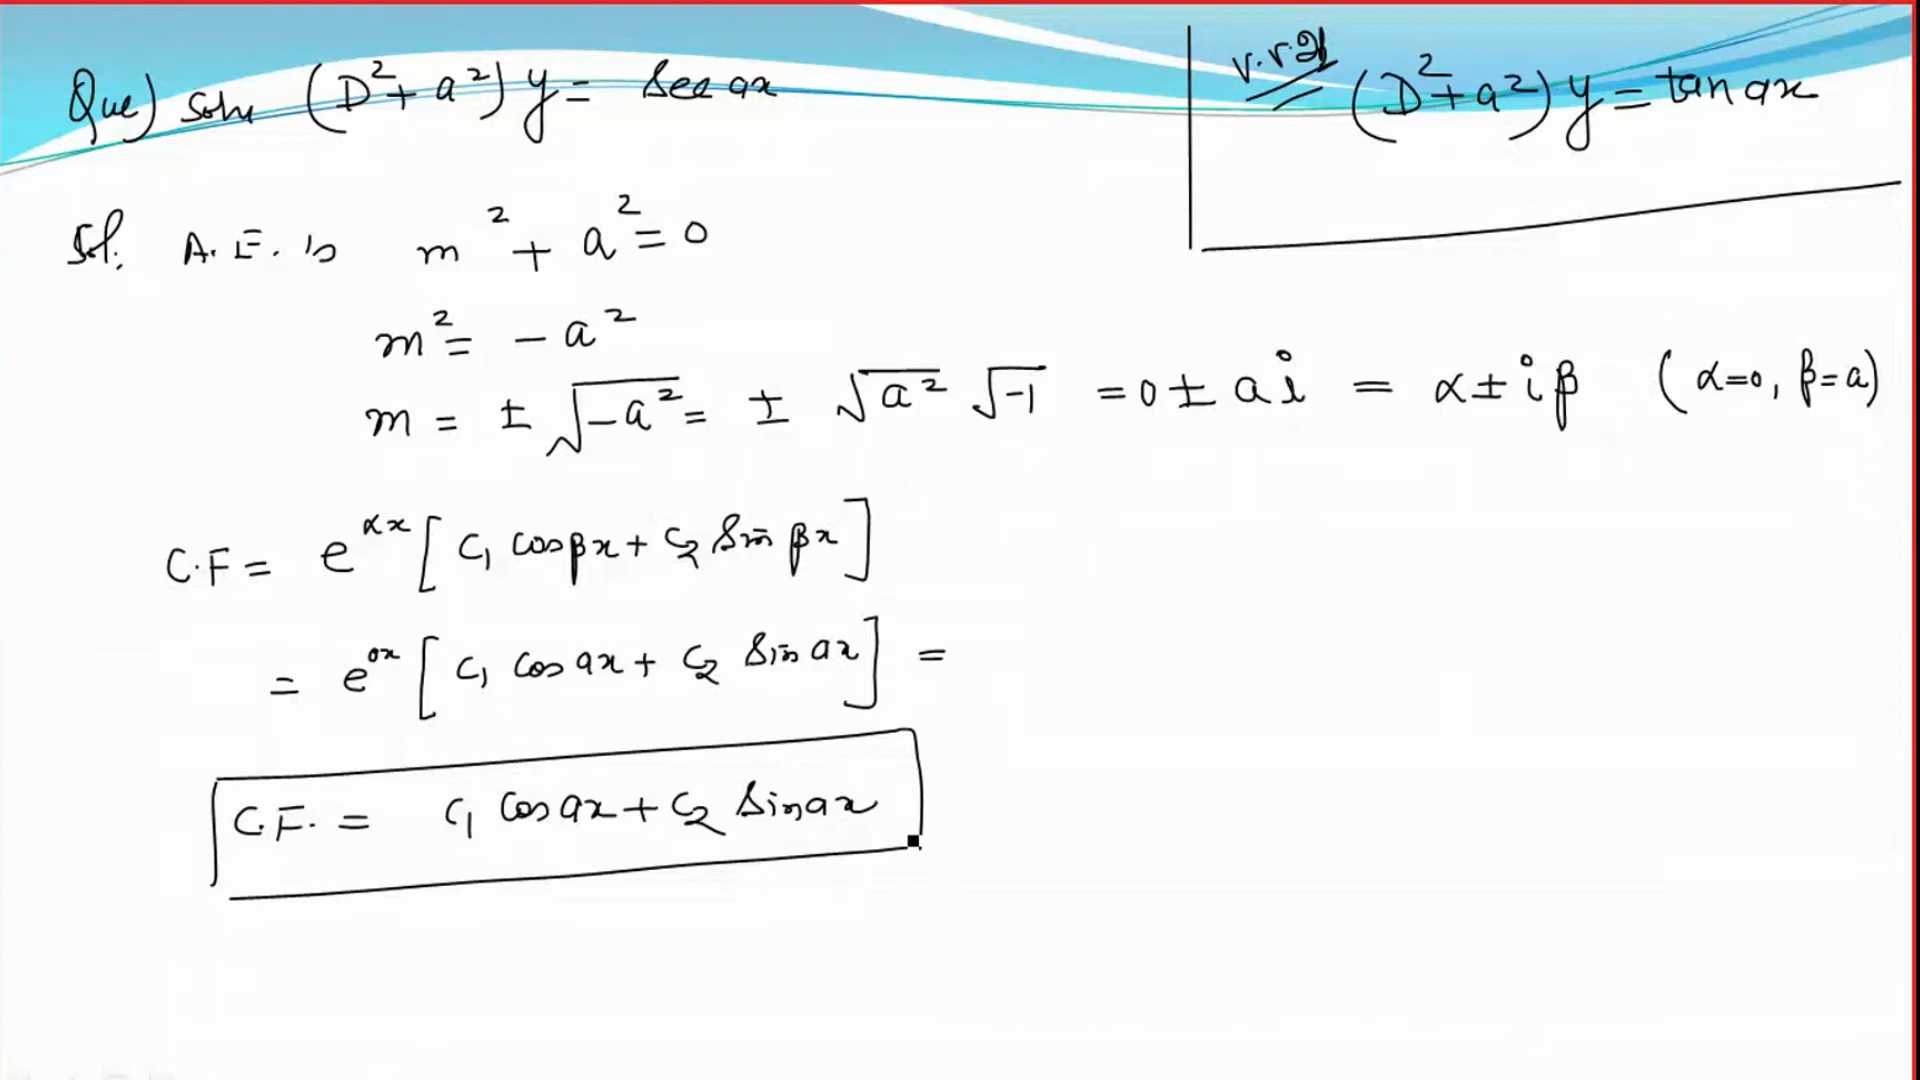 Que) Solve (D²+a²)y = Sec ax
(D²+a²)y = tan ax
Sol. A.E. is m² + a² = 0
m² = -a²
m = ± √-a² = ± √a² √-1 = 0 ± ai = α ± iβ (α=0, β=a)
C.F = e^αx [C₁ cos βx + C₂ Sin βx]
= e^0x [C₁ Cos ax + C₂ Sin ax] =
C.F. = C₁ Cos ax + C₂ Sin ax